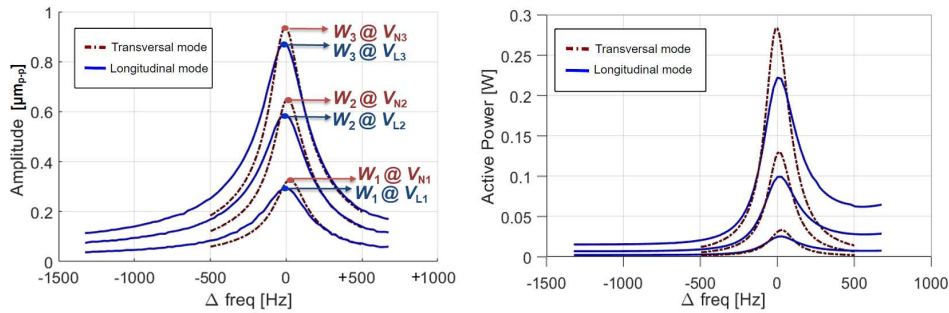 Transversal mode
Longitudinal mode
W3 @ VN3
W3 @ VL3
W2 @ VN2
W2 @ VL2
W1 @ VN1
W1 @ VL1
Amplitude [µmp-p]
1
0.8
0.6
0.4
0.2
0
-1500
-1000
-500
0
+500
+1000
Δ freq [Hz]
Transversal mode
Longitudinal mode
Active Power [W]
0.3
0.25
0.2
0.15
0.1
0.05
0
-1500
-1000
-500
0
500
1000
Δ freq [Hz]